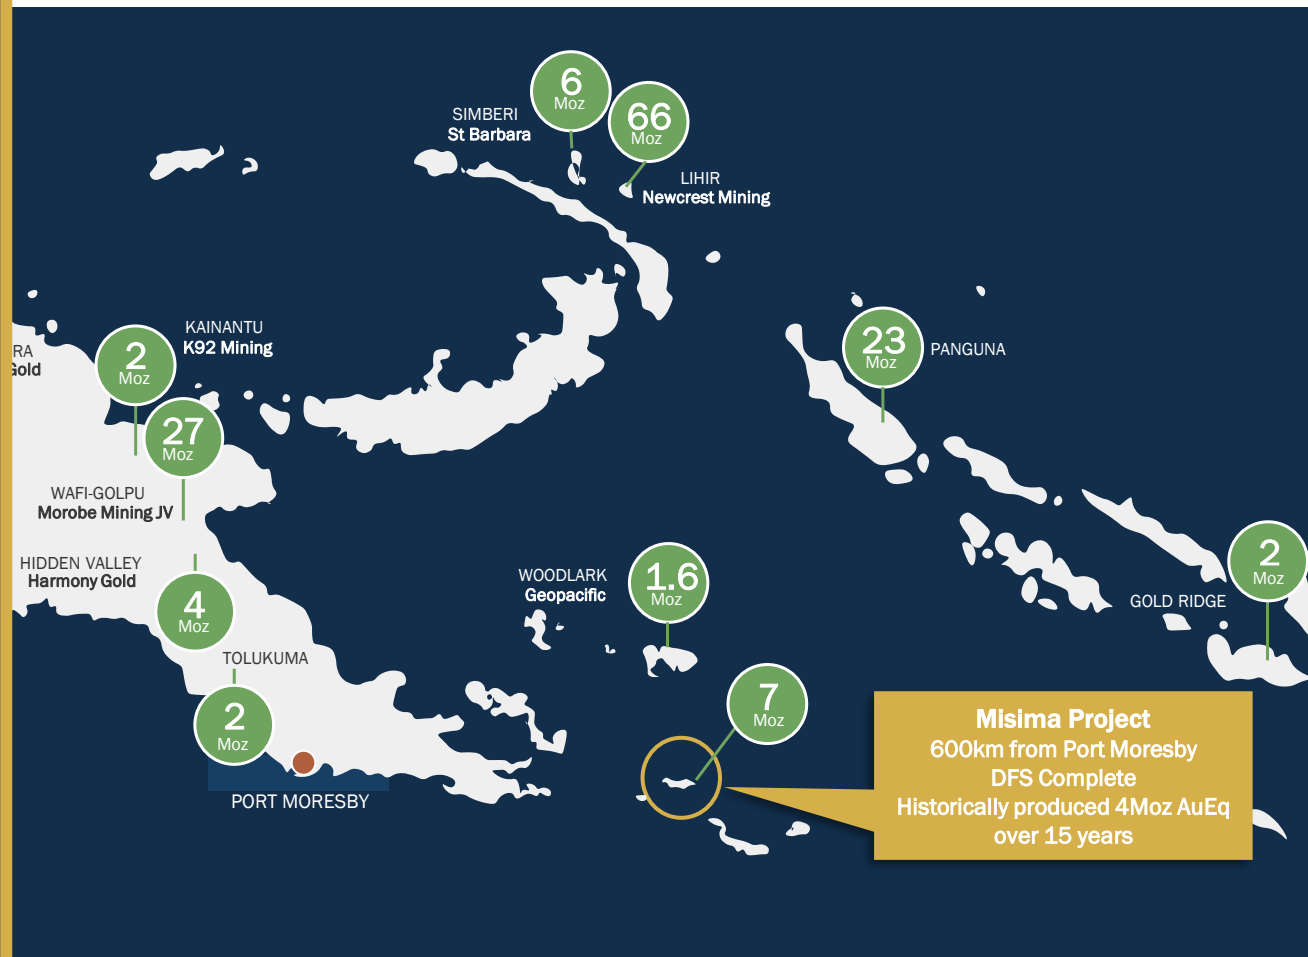 6
Moz
66
Moz
SIMBERI
St Barbara
LIHIR
Newcrest Mining
KAINANTU
K92 Mining
RA
Gold
2
Moz
23
Moz
PANGUNA
27
Moz
WAFI-GOLPU
Morobe Mining JV
HIDDEN VALLEY
Harmony Gold
4
Moz
WOODLARK
Geopacific
1.6
Moz
2
Moz
GOLD RIDGE
TOLUKUMA
2
Moz
7
Moz
PORT MORESBY
Misima Project
600km from Port Moresby
DFS Complete
Historically produced 4Moz AuEq
over 15 years